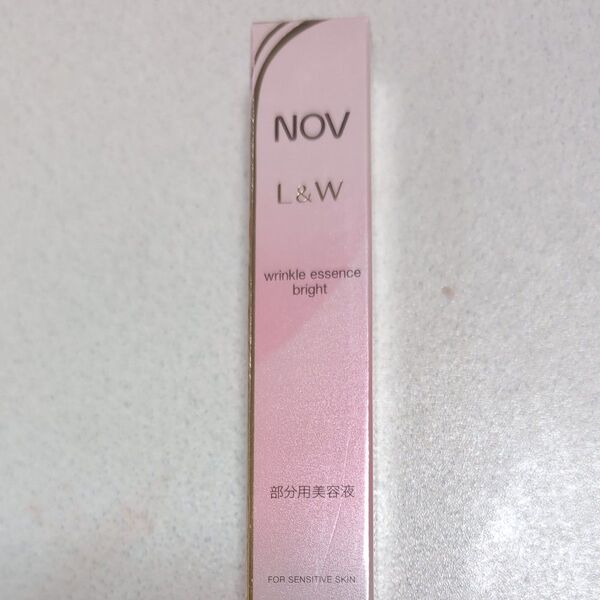 NOV
L&W
wrinkle essence
bright
部分用美容液
FOR SENSITIVE SKIN